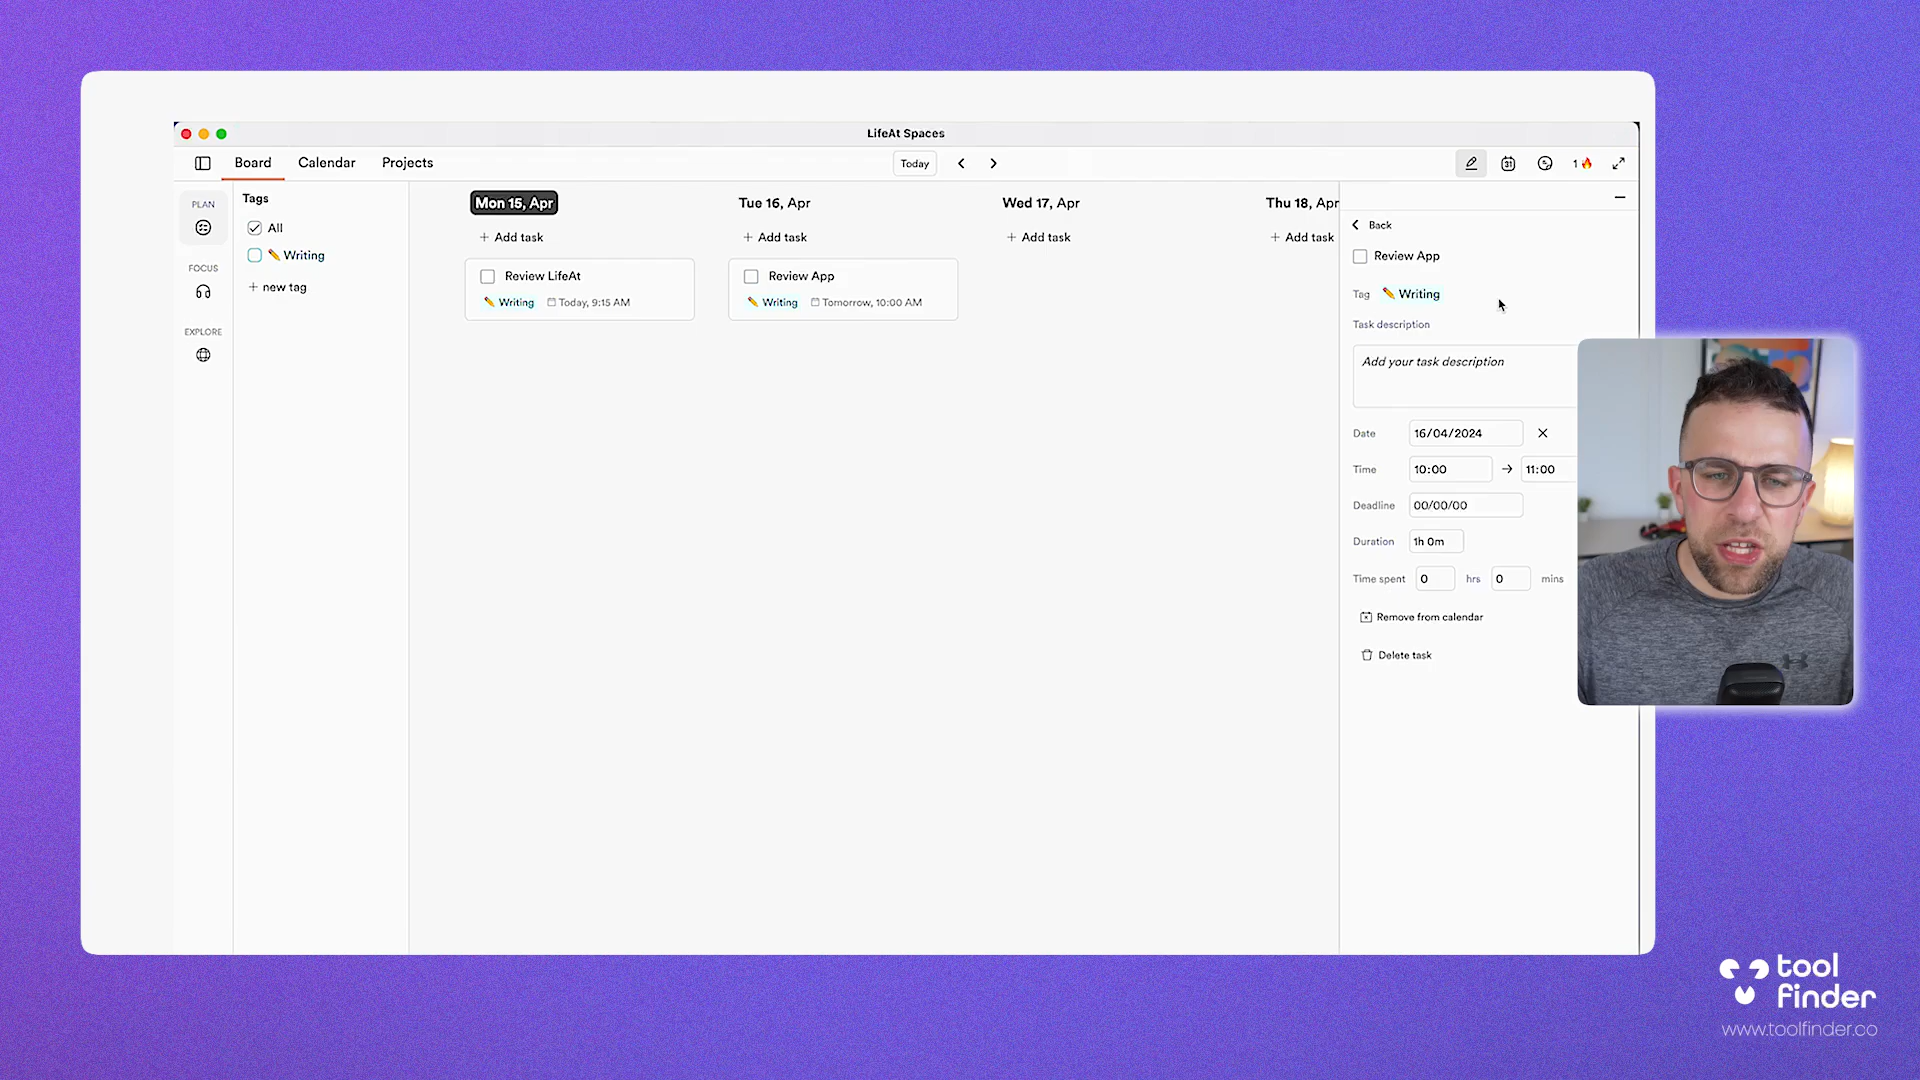 LifeAt Spaces
Board Calendar Projects
Today
31
1
PLAN
FOCUS
EXPLORE
Tags
All
Writing
+ new tag
Mon 15, Apr
+ Add task
Review LifeAt
Writing Today, 9:15 AM
Tue 16, Apr
+ Add task
Review App
Writing Tomorrow, 10:00 AM
Wed 17, Apr
+ Add task
Thu 18, Apr
+ Add task
Back
Review App
Tag Writing
Task description
Add your task description
Date 16/04/2024
Time 10:00 → 11:00
Deadline 00/00/00
Duration 1h 0m
Time spent 0 hrs 0 mins
Remove from calendar
Delete task
tool
finder
www.toolfinder.co